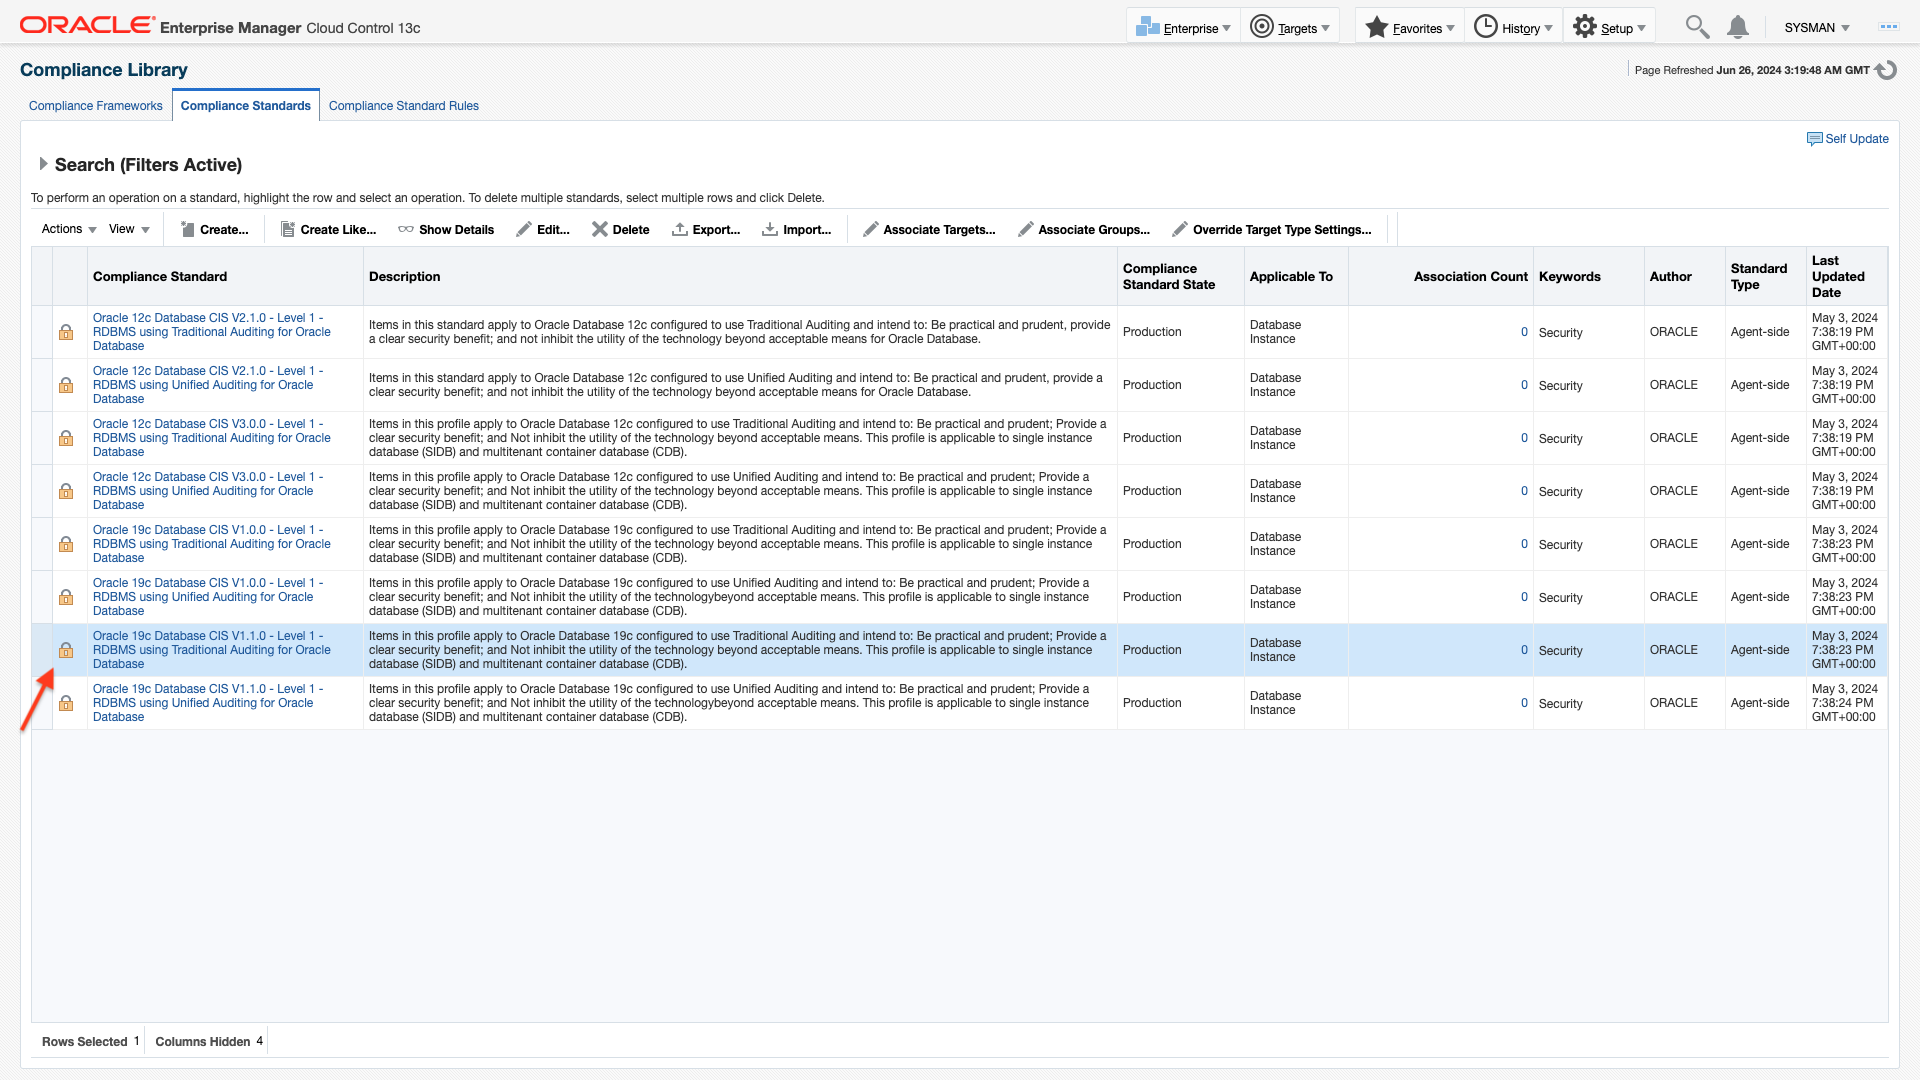 ORACLE Enterprise Manager Cloud Control 13c
Enterprise Targets Favorites History Setup SYSMAN
Compliance Library
Page Refreshed Jun 26, 2024 3:19:48 AM GMT
Compliance Frameworks Compliance Standards Compliance Standard Rules
Self Update
Search (Filters Active)
To perform an operation on a standard, highlight the row and select an operation. To delete multiple standards, select multiple rows and click Delete.
Actions View Create... Create Like... Show Details Edit... Delete Export... Import... Associate Targets... Associate Groups... Override Target Type Settings...
Compliance Standard
Description
Compliance
Standard State
Applicable To
Association Count
Keywords
Author
Standard
Type
Last
Updated
Date
Oracle 12c Database CIS V2.1.0 - Level 1 -
RDBMS using Traditional Auditing for Oracle
Database
Items in this standard apply to Oracle Database 12c configured to use Traditional Auditing and intend to: Be practical and prudent, provide
a clear security benefit; and not inhibit the utility of the technology beyond acceptable means for Oracle Database.
Production
Database
Instance
0
Security
ORACLE
Agent-side
May 3, 2024
7:38:19 PM
GMT+00:00
Oracle 12c Database CIS V2.1.0 - Level 1 -
RDBMS using Unified Auditing for Oracle
Database
Items in this standard apply to Oracle Database 12c configured to use Unified Auditing and intend to: Be practical and prudent, provide a
clear security benefit; and not inhibit the utility of the technology beyond acceptable means for Oracle Database.
Production
Database
Instance
0
Security
ORACLE
Agent-side
May 3, 2024
7:38:19 PM
GMT+00:00
Oracle 12c Database CIS V3.0.0 - Level 1 -
RDBMS using Traditional Auditing for Oracle
Database
Items in this profile apply to Oracle Database 12c configured to use Traditional Auditing and intend to: Be practical and prudent; Provide a
clear security benefit; and Not inhibit the utility of the technology beyond acceptable means. This profile is applicable to single instance
database (SIDB) and multitenant container database (CDB).
Production
Database
Instance
0
Security
ORACLE
Agent-side
May 3, 2024
7:38:19 PM
GMT+00:00
Oracle 12c Database CIS V3.0.0 - Level 1 -
RDBMS using Unified Auditing for Oracle
Database
Items in this profile apply to Oracle Database 12c configured to use Unified Auditing and intend to: Be practical and prudent; Provide a
clear security benefit; and Not inhibit the utility of the technology beyond acceptable means. This profile is applicable to single instance
database (SIDB) and multitenant container database (CDB).
Production
Database
Instance
0
Security
ORACLE
Agent-side
May 3, 2024
7:38:19 PM
GMT+00:00
Oracle 19c Database CIS V1.0.0 - Level 1 -
RDBMS using Traditional Auditing for Oracle
Database
Items in this profile apply to Oracle Database 19c configured to use Traditional Auditing and intend to: Be practical and prudent; Provide a
clear security benefit; and Not inhibit the utility of the technology beyond acceptable means. This profile is applicable to single instance
database (SIDB) and multitenant container database (CDB).
Production
Database
Instance
0
Security
ORACLE
Agent-side
May 3, 2024
7:38:23 PM
GMT+00:00
Oracle 19c Database CIS V1.0.0 - Level 1 -
RDBMS using Unified Auditing for Oracle
Database
Items in this profile apply to Oracle Database 19c configured to use Unified Auditing and intend to: Be practical and prudent; Provide a
clear security benefit; and Not inhibit the utility of the technologybeyond acceptable means. This profile is applicable to single instance
database (SIDB) and multitenant container database (CDB).
Production
Database
Instance
0
Security
ORACLE
Agent-side
May 3, 2024
7:38:23 PM
GMT+00:00
Oracle 19c Database CIS V1.1.0 - Level 1 -
RDBMS using Traditional Auditing for Oracle
Database
Items in this profile apply to Oracle Database 19c configured to use Traditional Auditing and intend to: Be practical and prudent; Provide a
clear security benefit; and Not inhibit the utility of the technology beyond acceptable means. This profile is applicable to single instance
database (SIDB) and multitenant container database (CDB).
Production
Database
Instance
0
Security
ORACLE
Agent-side
May 3, 2024
7:38:23 PM
GMT+00:00
Oracle 19c Database CIS V1.1.0 - Level 1 -
RDBMS using Unified Auditing for Oracle
Database
Items in this profile apply to Oracle Database 19c configured to use Unified Auditing and intend to: Be practical and prudent; Provide a
clear security benefit; and Not inhibit the utility of the technologybeyond acceptable means. This profile is applicable to single instance
database (SIDB) and multitenant container database (CDB).
Production
Database
Instance
0
Security
ORACLE
Agent-side
May 3, 2024
7:38:24 PM
GMT+00:00
Rows Selected 1 Columns Hidden 4